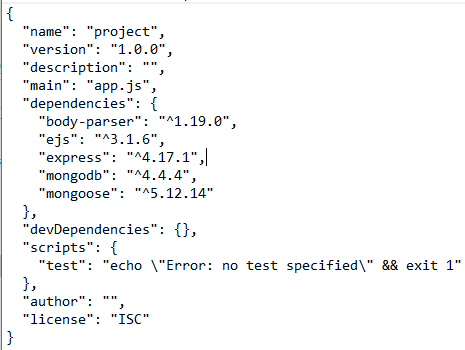 {
  "name": "project",
  "version": "1.0.0",
  "description": "",
  "main": "app.js",
  "dependencies": {
    "body-parser": "^1.19.0",
    "ejs": "^3.1.6",
    "express": "^4.17.1",
    "mongodb": "^4.4.4",
    "mongoose": "^5.12.14"
  },
  "devDependencies": {},
  "scripts": {
    "test": "echo \"Error: no test specified\" && exit 1"
  },
  "author": "",
  "license": "ISC"
}